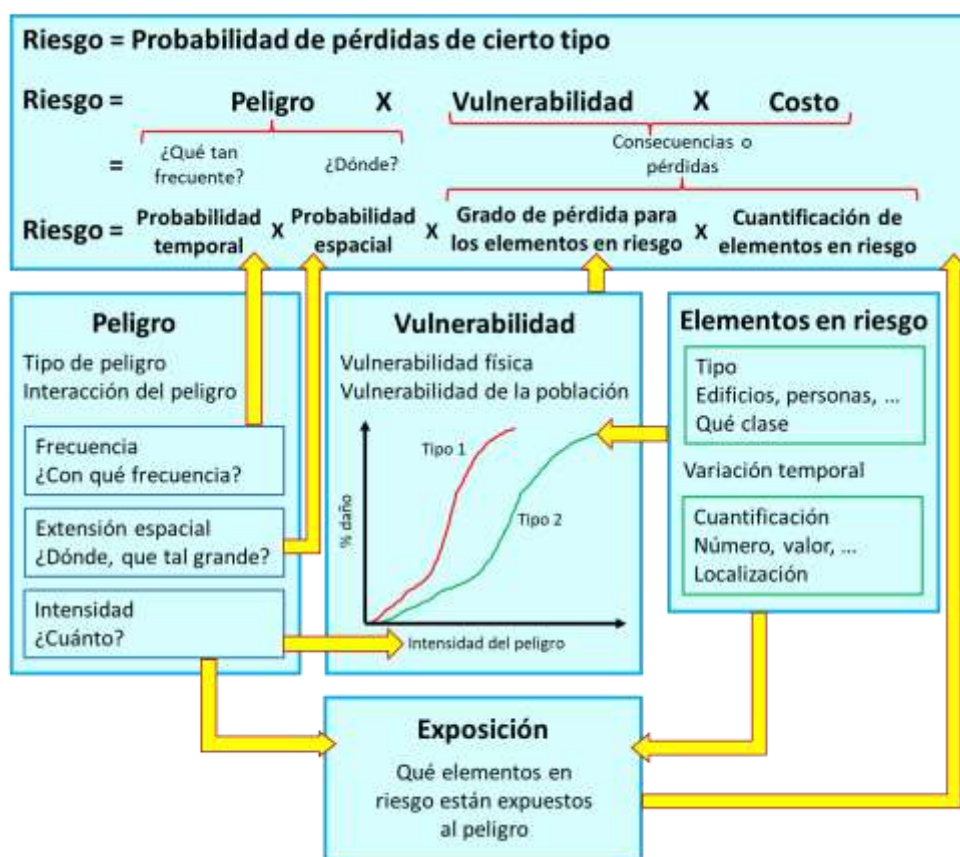 Riesgo = Probabilidad de pérdidas de cierto tipo
Riesgo = Peligro X Vulnerabilidad X Costo
= ¿Qué tan frecuente? ¿Dónde? Consecuencias o pérdidas
Riesgo = Probabilidad temporal X Probabilidad espacial X Grado de pérdida para los elementos en riesgo X Cuantificación de elementos en riesgo
Peligro
Tipo de peligro
Interacción del peligro
Frecuencia
¿Con qué frecuencia?
Extensión espacial
¿Dónde, que tal grande?
Intensidad
¿Cuánto?
Vulnerabilidad
Vulnerabilidad física
Vulnerabilidad de la población
Tipo 1
Tipo 2
% daño
Intensidad del peligro
Elementos en riesgo
Tipo
Edificios, personas, ...
Qué clase
Variación temporal
Cuantificación
Número, valor, ...
Localización
Exposición
Qué elementos en
riesgo están expuestos
al peligro